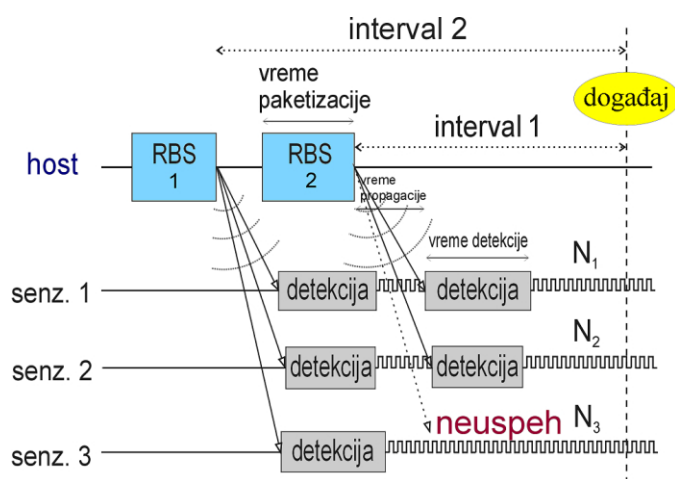 interval 2
vreme
paketizacije
događaj
interval 1
host
RBS
1
RBS
2
vreme
propagacije
vreme detekcije
N1
senz. 1
detekcija
detekcija
N2
senz. 2
detekcija
detekcija
neuspeh
N3
senz. 3
detekcija